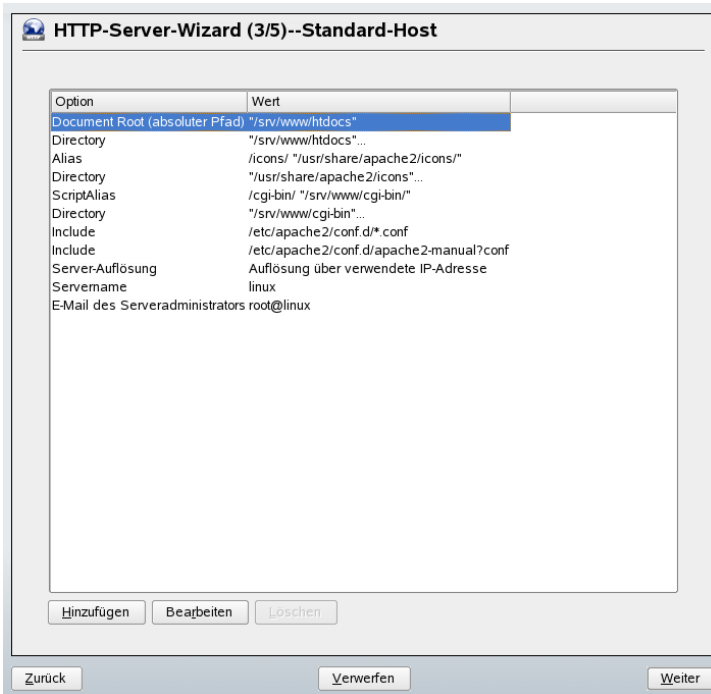 HTTP-Server-Wizard (3/5)--Standard-Host
Option Wert
Document Root (absoluter Pfad) "/srv/www/htdocs"
Directory "/srv/www/htdocs"...
Alias /icons/ "/usr/share/apache2/icons/"
Directory "/usr/share/apache2/icons"...
ScriptAlias /cgi-bin/ "/srv/www/cgi-bin/"
Directory "/srv/www/cgi-bin"...
Include /etc/apache2/conf.d/*.conf
Include /etc/apache2/conf.d/apache2-manual?conf
Server-Auflösung Auflösung über verwendete IP-Adresse
Servername linux
E-Mail des Serveradministrators root@linux
Hinzufügen Bearbeiten Löschen
Zurück Verwerfen Weiter